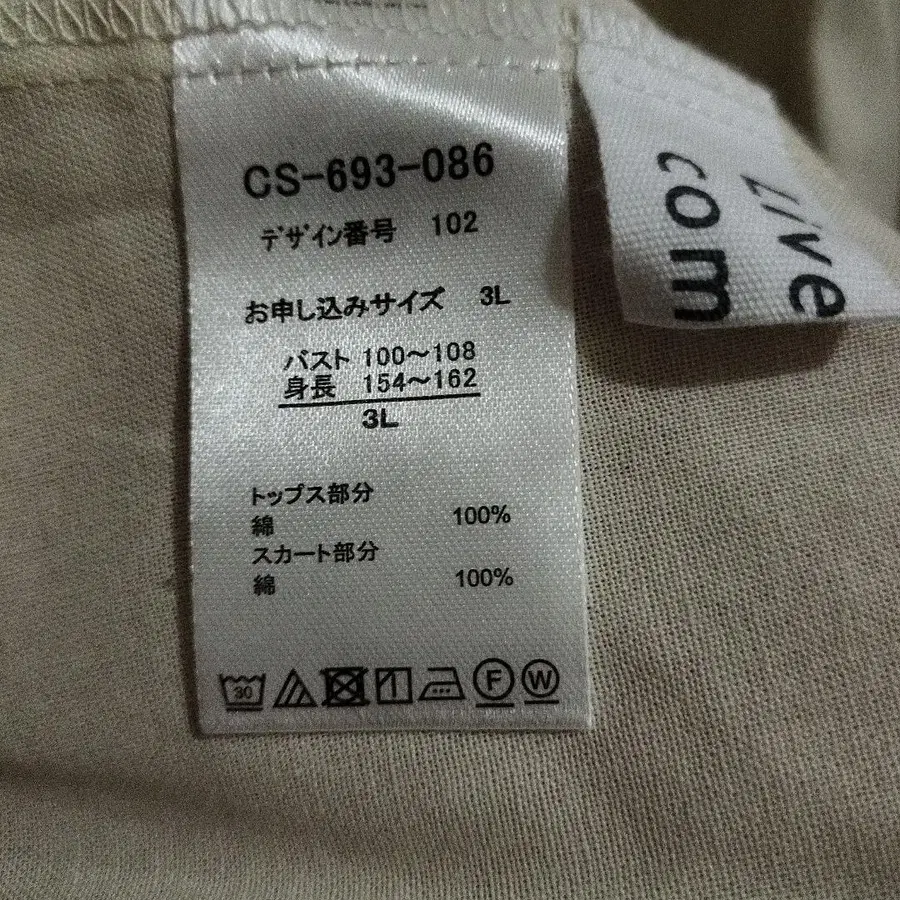 CS-693-086
デザイン番号 102
お申し込みサイズ 3L
バスト 100～108
身長 154～162
3L
トップス部分
綿 100%
スカート部分
綿 100%
30 F W
Live
com